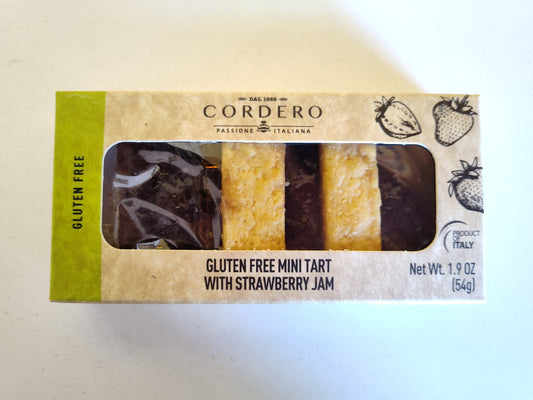 DAL 1969
CORDERO
PASSIONE ITALIANA
GLUTEN FREE
PRODUCT
OF
ITALY
GLUTEN FREE MINI TART
WITH STRAWBERRY JAM
Net Wt. 1.9 OZ
(54g)